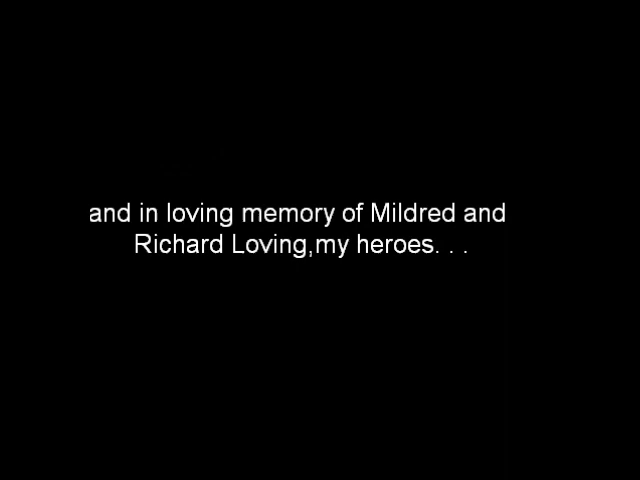 and in loving memory of Mildred and
Richard Loving,my heroes. . .